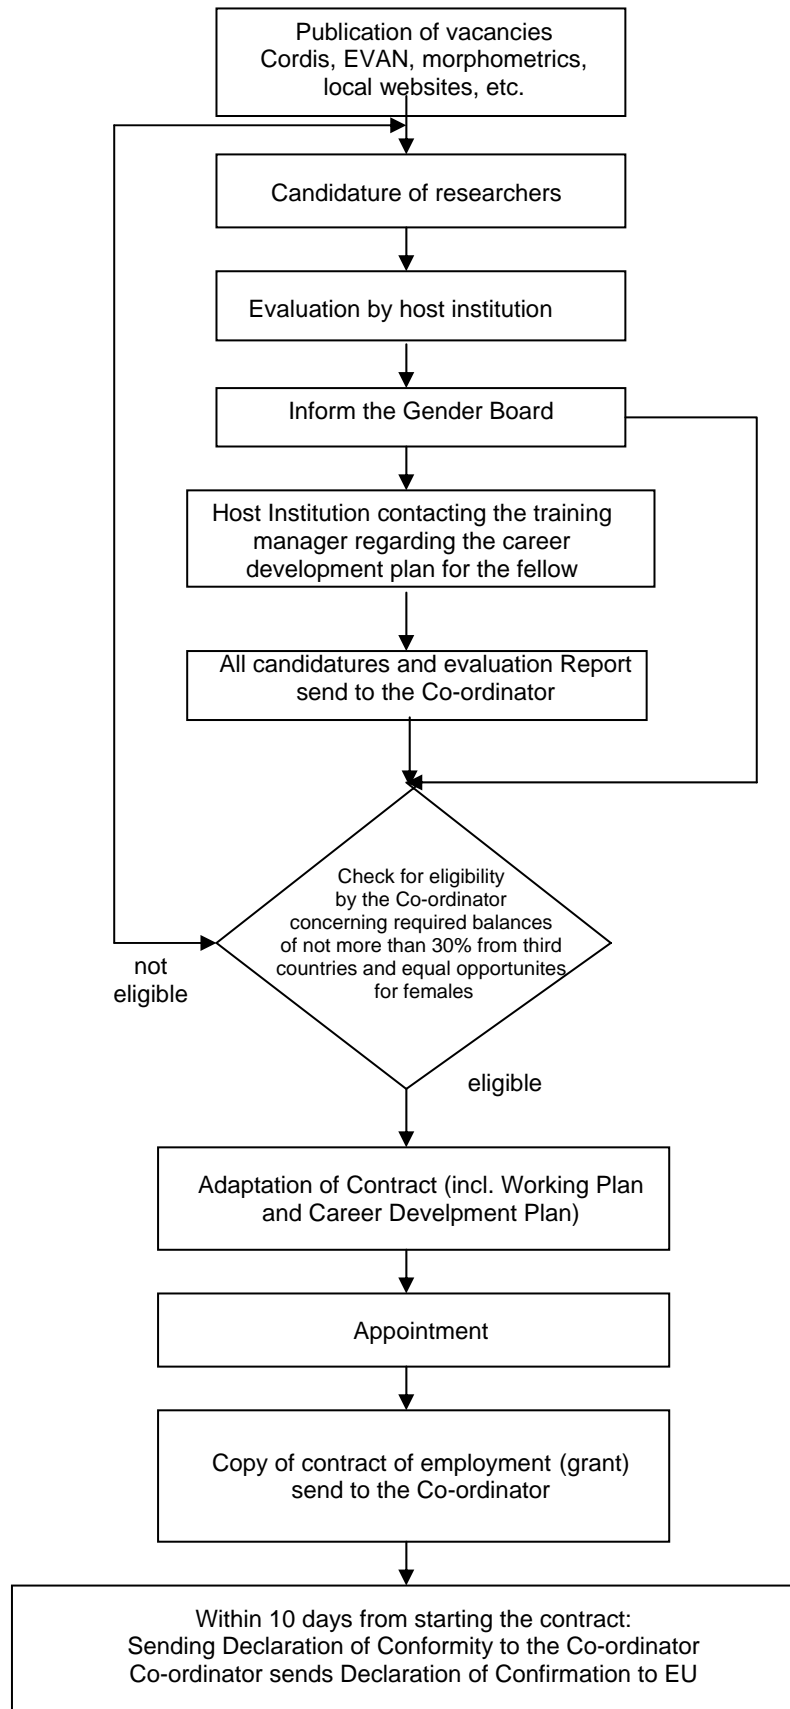 Publication of vacancies
Cordis, EVAN, morphometrics,
local websites, etc.
Candidature of researchers
Evaluation by host institution
Inform the Gender Board
Host Institution contacting the training
manager regarding the career
development plan for the fellow
All candidatures and evaluation Report
send to the Co-ordinator
Check for eligibility
by the Co-ordinator
concerning required balances
of not more than 30% from third
countries and equal opportunites
for females
not
eligible
eligible
Adaptation of Contract (incl. Working Plan
and Career Develpment Plan)
Appointment
Copy of contract of employment (grant)
send to the Co-ordinator
Within 10 days from starting the contract:
Sending Declaration of Conformity to the Co-ordinator
Co-ordinator sends Declaration of Confirmation to EU